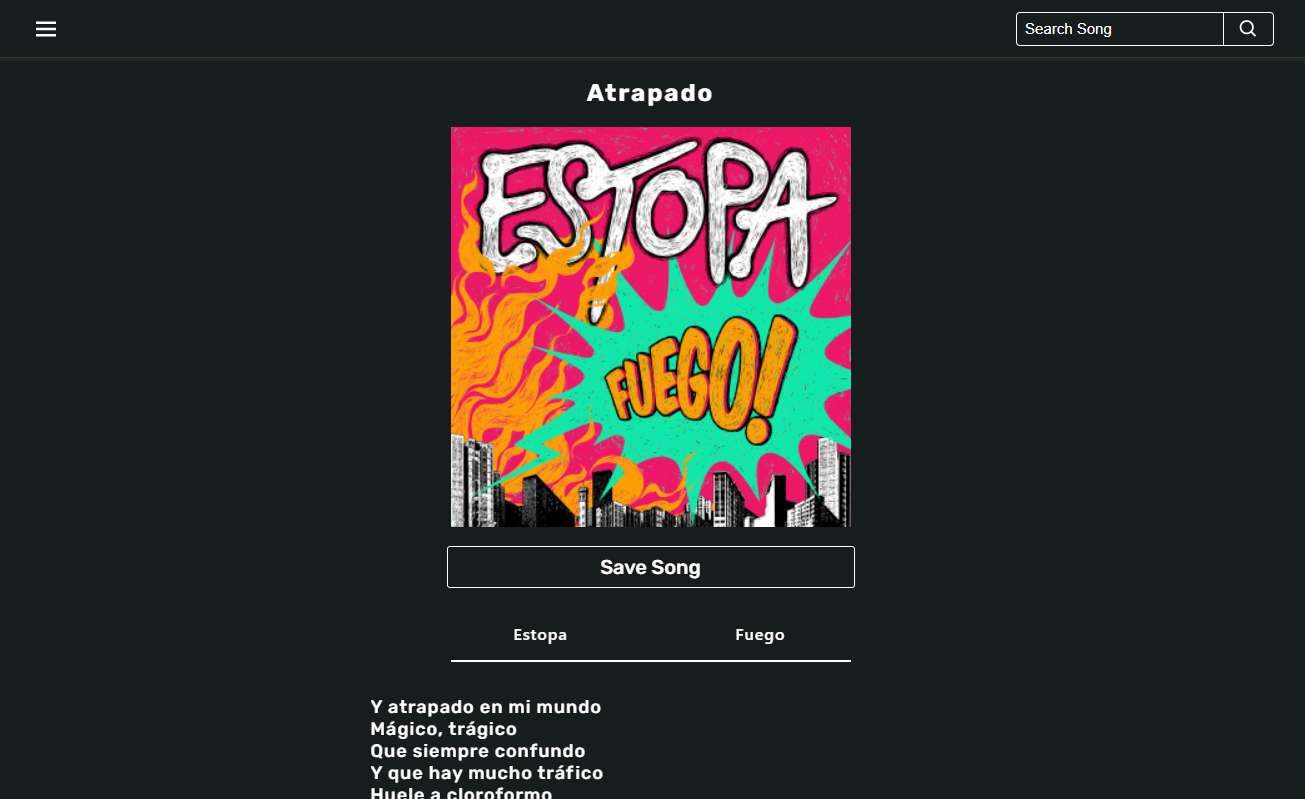 Search Song
Atrapado
ESTOPA
FUEGO!
Save Song
Estopa Fuego
Y atrapado en mi mundo
Mágico, trágico
Que siempre confundo
Y que hay mucho tráfico
Huele a cloroformo